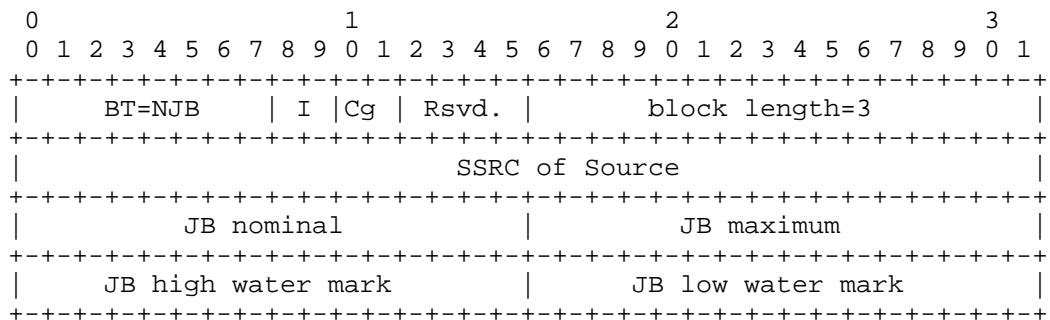 0                   1                   2                   3
 0 1 2 3 4 5 6 7 8 9 0 1 2 3 4 5 6 7 8 9 0 1 2 3 4 5 6 7 8 9 0 1
+-+-+-+-+-+-+-+-+-+-+-+-+-+-+-+-+-+-+-+-+-+-+-+-+-+-+-+-+-+-+-+-+
|     BT=NJB    | I |Cg | Rsvd. |       block length=3          |
+-+-+-+-+-+-+-+-+-+-+-+-+-+-+-+-+-+-+-+-+-+-+-+-+-+-+-+-+-+-+-+-+
|                           SSRC of Source                      |
+-+-+-+-+-+-+-+-+-+-+-+-+-+-+-+-+-+-+-+-+-+-+-+-+-+-+-+-+-+-+-+-+
|          JB nominal           |         JB maximum            |
+-+-+-+-+-+-+-+-+-+-+-+-+-+-+-+-+-+-+-+-+-+-+-+-+-+-+-+-+-+-+-+-+
|     JB high water mark        |      JB low water mark        |
+-+-+-+-+-+-+-+-+-+-+-+-+-+-+-+-+-+-+-+-+-+-+-+-+-+-+-+-+-+-+-+-+